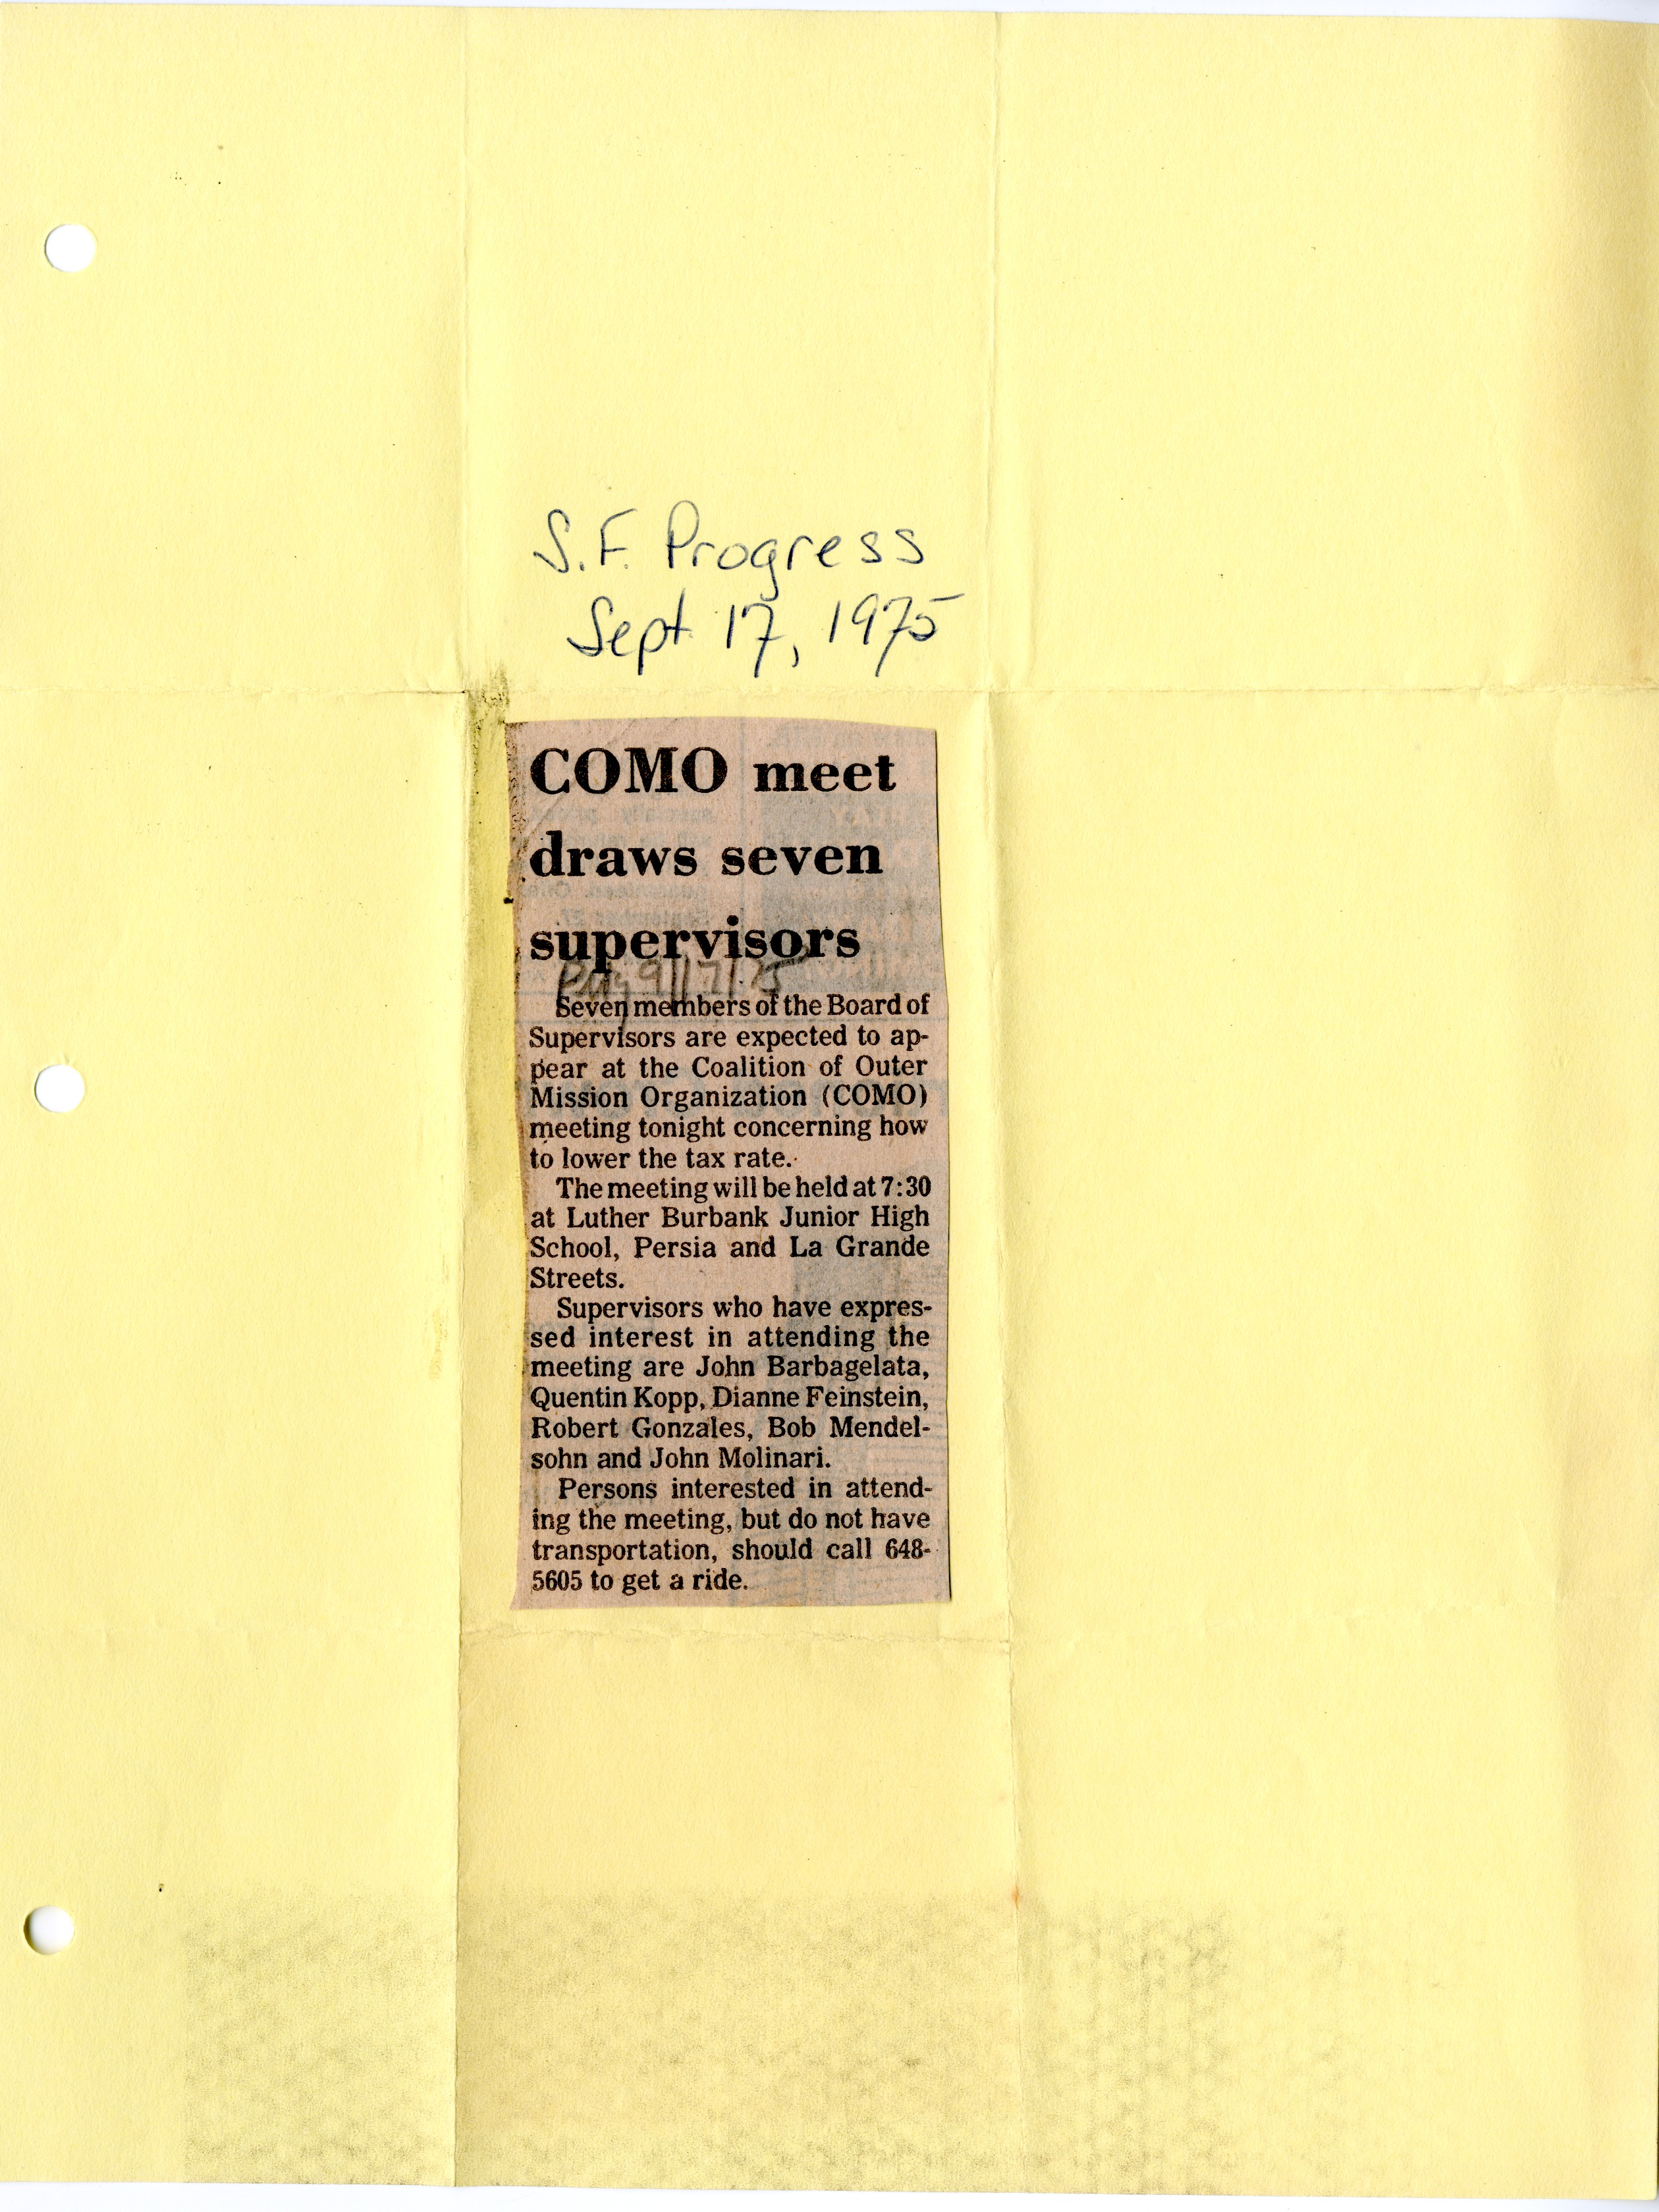 S.F. Progress
Sept 17, 1975
COMO meet
draws seven
supervisors
9/17/75
Seven members of the Board of
Supervisors are expected to ap-
pear at the Coalition of Outer
Mission Organization (COMO)
meeting tonight concerning how
to lower the tax rate.
The meeting will be held at 7:30
at Luther Burbank Junior High
School, Persia and La Grande
Streets.
Supervisors who have expres-
sed interest in attending the
meeting are John Barbagelata,
Quentin Kopp, Dianne Feinstein,
Robert Gonzales, Bob Mendel-
sohn and John Molinari.
Persons interested in attend-
ing the meeting, but do not have
transportation, should call 648-
5605 to get a ride.